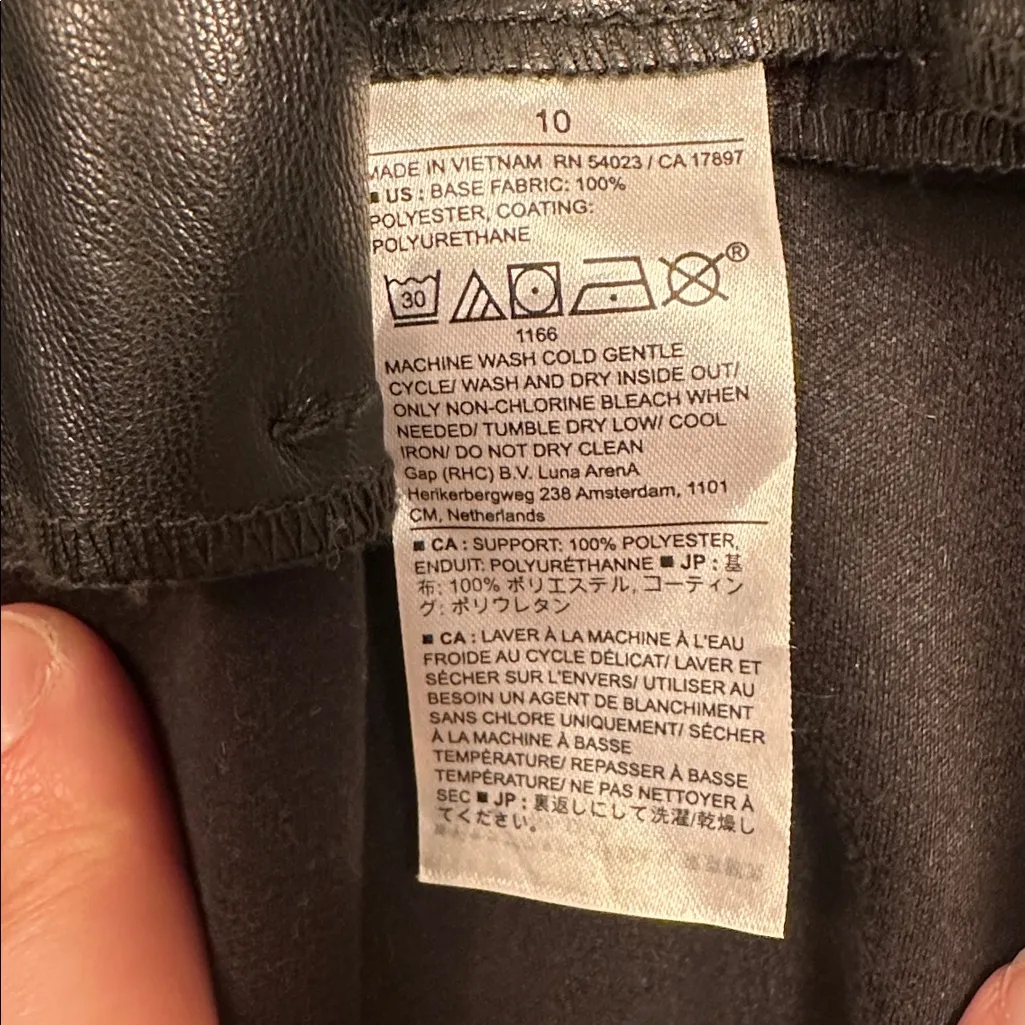 10
MADE IN VIETNAM RN 54023 / CA 17897
■ US : BASE FABRIC: 100%
POLYESTER, COATING:
POLYURETHANE
30
®
1166
MACHINE WASH COLD GENTLE
CYCLE/ WASH AND DRY INSIDE OUT/
ONLY NON-CHLORINE BLEACH WHEN
NEEDED/ TUMBLE DRY LOW/ COOL
IRON/ DO NOT DRY CLEAN
Gap (RHC) B.V. Luna ArenA
Herikerbergweg 238 Amsterdam, 1101
CM, Netherlands
■ CA : SUPPORT: 100% POLYESTER,
ENDUIT: POLYURÉTHANNE ■ JP : 基
布: 100% ポリエステル, コーティン
グ: ポリウレタン
■ CA : LAVER À LA MACHINE À L'EAU
FROIDE AU CYCLE DÉLICAT/ LAVER ET
SÉCHER SUR L'ENVERS/ UTILISER AU
BESOIN UN AGENT DE BLANCHIMENT
SANS CHLORE UNIQUEMENT/ SÉCHER
À LA MACHINE À BASSE
TEMPÉRATURE/ REPASSER À BASSE
TEMPÉRATURE/ NE PAS NETTOYER À
SEC ■ JP : 裏返しにして洗濯/乾燥し
てください。